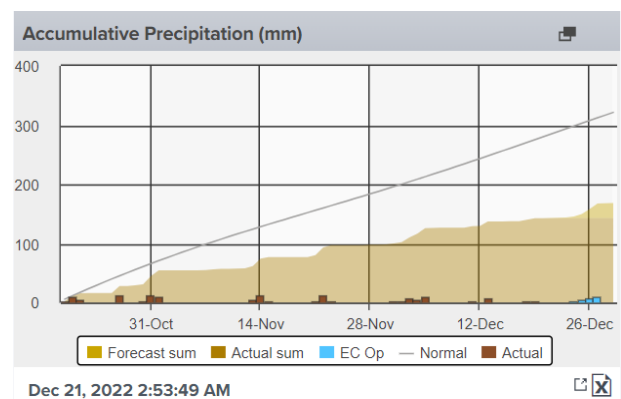 Accumulative Precipitation (mm)
400
300
200
100
0
31-Oct 14-Nov 28-Nov 12-Dec 26-Dec
Forecast sum Actual sum EC Op Normal Actual
Dec 21, 2022 2:53:49 AM
X